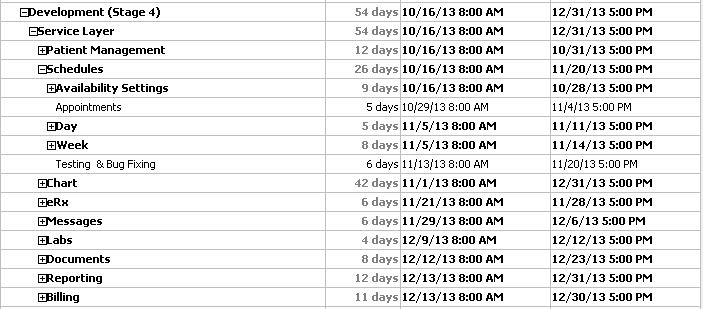 Development (Stage 4) 54 days 10/16/13 8:00 AM 12/31/13 5:00 PM
Service Layer 54 days 10/16/13 8:00 AM 12/31/13 5:00 PM
Patient Management 12 days 10/16/13 8:00 AM 10/31/13 5:00 PM
Schedules 26 days 10/16/13 8:00 AM 11/20/13 5:00 PM
Availability Settings 9 days 10/16/13 8:00 AM 10/28/13 5:00 PM
Appointments 5 days 10/29/13 8:00 AM 11/4/13 5:00 PM
Day 5 days 11/5/13 8:00 AM 11/11/13 5:00 PM
Week 8 days 11/5/13 8:00 AM 11/14/13 5:00 PM
Testing & Bug Fixing 6 days 11/13/13 8:00 AM 11/20/13 5:00 PM
Chart 42 days 11/1/13 8:00 AM 12/31/13 5:00 PM
eRx 6 days 11/21/13 8:00 AM 11/28/13 5:00 PM
Messages 6 days 11/29/13 8:00 AM 12/6/13 5:00 PM
Labs 4 days 12/9/13 8:00 AM 12/12/13 5:00 PM
Documents 8 days 12/12/13 8:00 AM 12/23/13 5:00 PM
Reporting 12 days 12/13/13 8:00 AM 12/31/13 5:00 PM
Billing 11 days 12/13/13 8:00 AM 12/30/13 5:00 PM